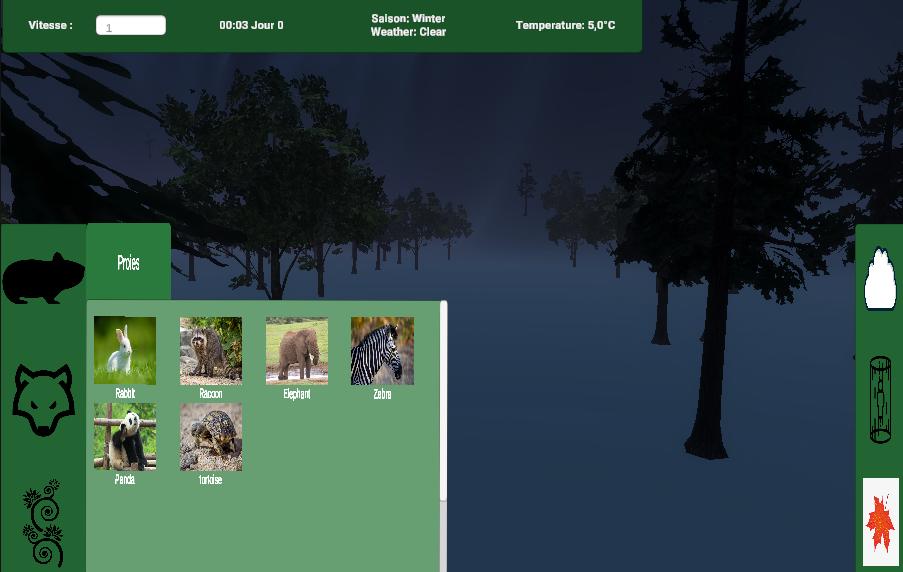 Vitesse :
1
00:03 Jour 0
Saison: Winter
Weather: Clear
Temperature: 5,0°C
Proies
Rabbit
Racoon
Elephant
Zebra
Panda
tortoise